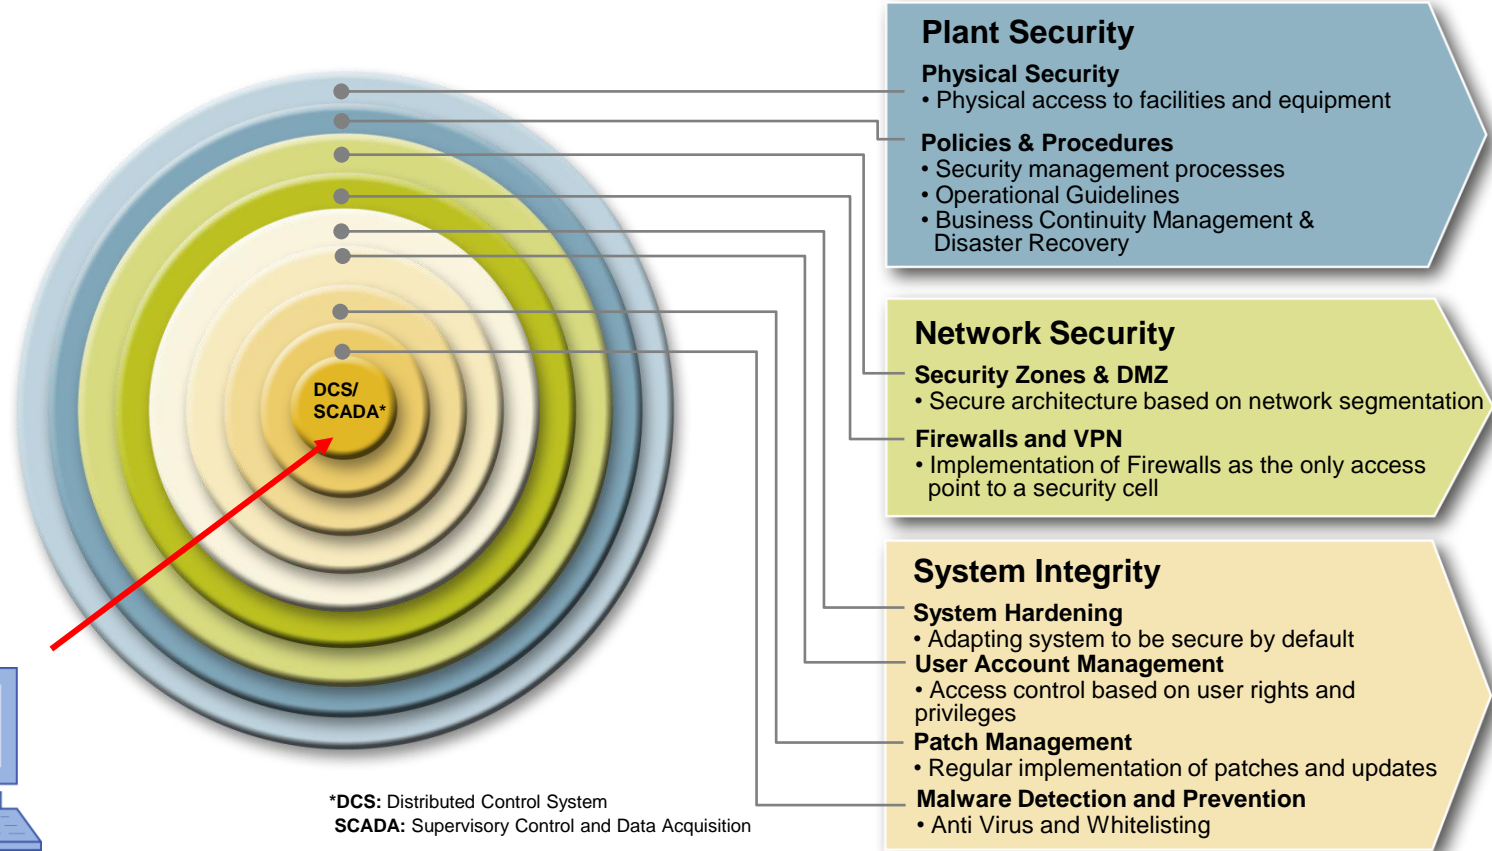 Plant Security
Physical Security
• Physical access to facilities and equipment
Policies & Procedures
• Security management processes
• Operational Guidelines
• Business Continuity Management &
Disaster Recovery
Network Security
Security Zones & DMZ
• Secure architecture based on network segmentation
Firewalls and VPN
• Implementation of Firewalls as the only access
point to a security cell
System Integrity
System Hardening
• Adapting system to be secure by default
User Account Management
• Access control based on user rights and
privileges
Patch Management
• Regular implementation of patches and updates
Malware Detection and Prevention
• Anti Virus and Whitelisting
DCS/
SCADA*
*DCS: Distributed Control System
SCADA: Supervisory Control and Data Acquisition